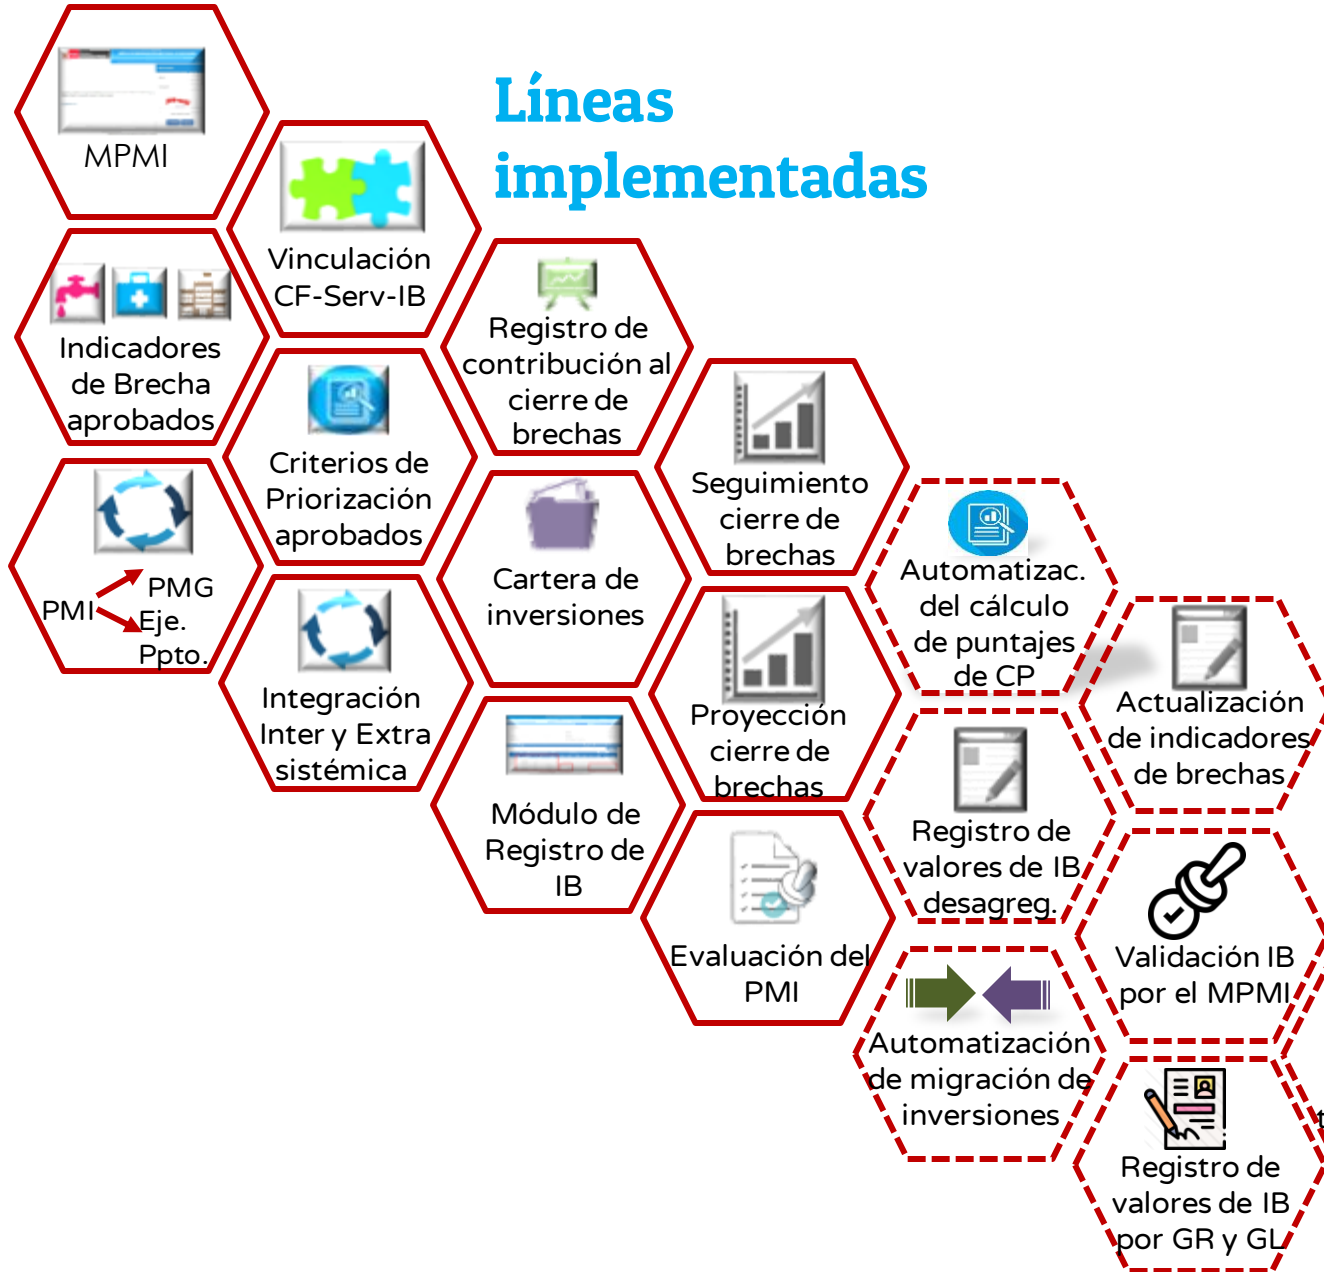 Líneas
implementadas
MPMI
Indicadores
de Brecha
aprobados
PMI
PMG
Eje.
Ppto.
Vinculación
CF-Serv-IB
Criterios de
Priorización
aprobados
Integración
Inter y Extra
sistémica
Registro de
contribución al
cierre de
brechas
Cartera de
inversiones
Módulo de
Registro de
IB
Seguimiento
cierre de
brechas
Proyección
cierre de
brechas
Evaluación del
PMI
Automatizac.
del cálculo
de puntajes
de CP
Registro de
valores de IB
desagreg.
Automatización
de migración de
inversiones
Actualización
de indicadores
de brechas
Validación IB
por el MPMI
Registro de
valores de IB
por GR y GL